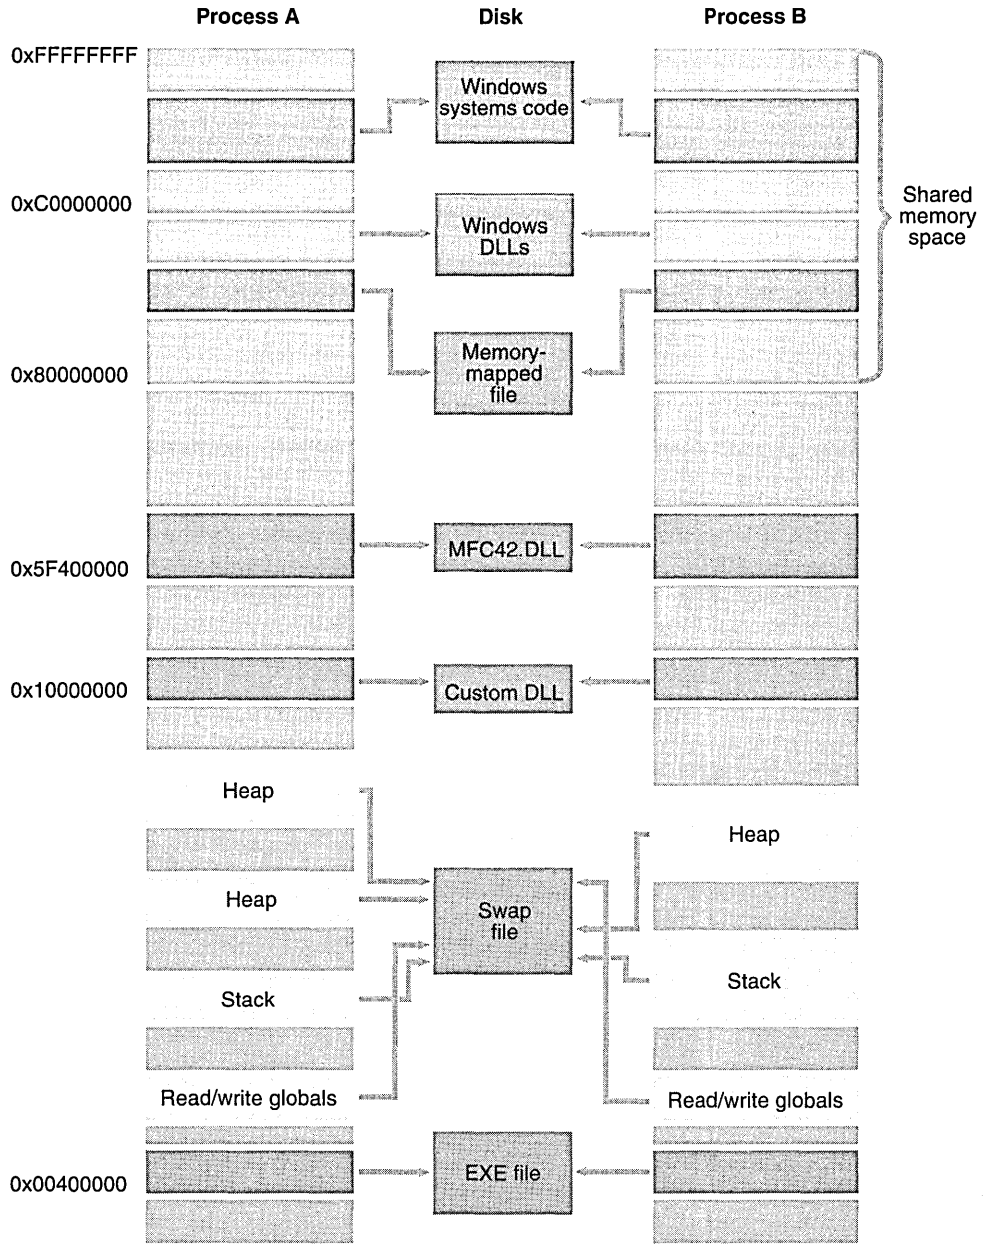 Process A
Disk
Process B
0xFFFFFFFF
Windows
systems code
0xC0000000
Windows
DLLs
Shared
memory
space
Memory-
mapped
file
0x80000000
MFC42.DLL
0x5F400000
Custom DLL
0x10000000
Heap
Heap
Heap
Swap
file
Stack
Stack
Read/write globals
Read/write globals
EXE file
0x00400000